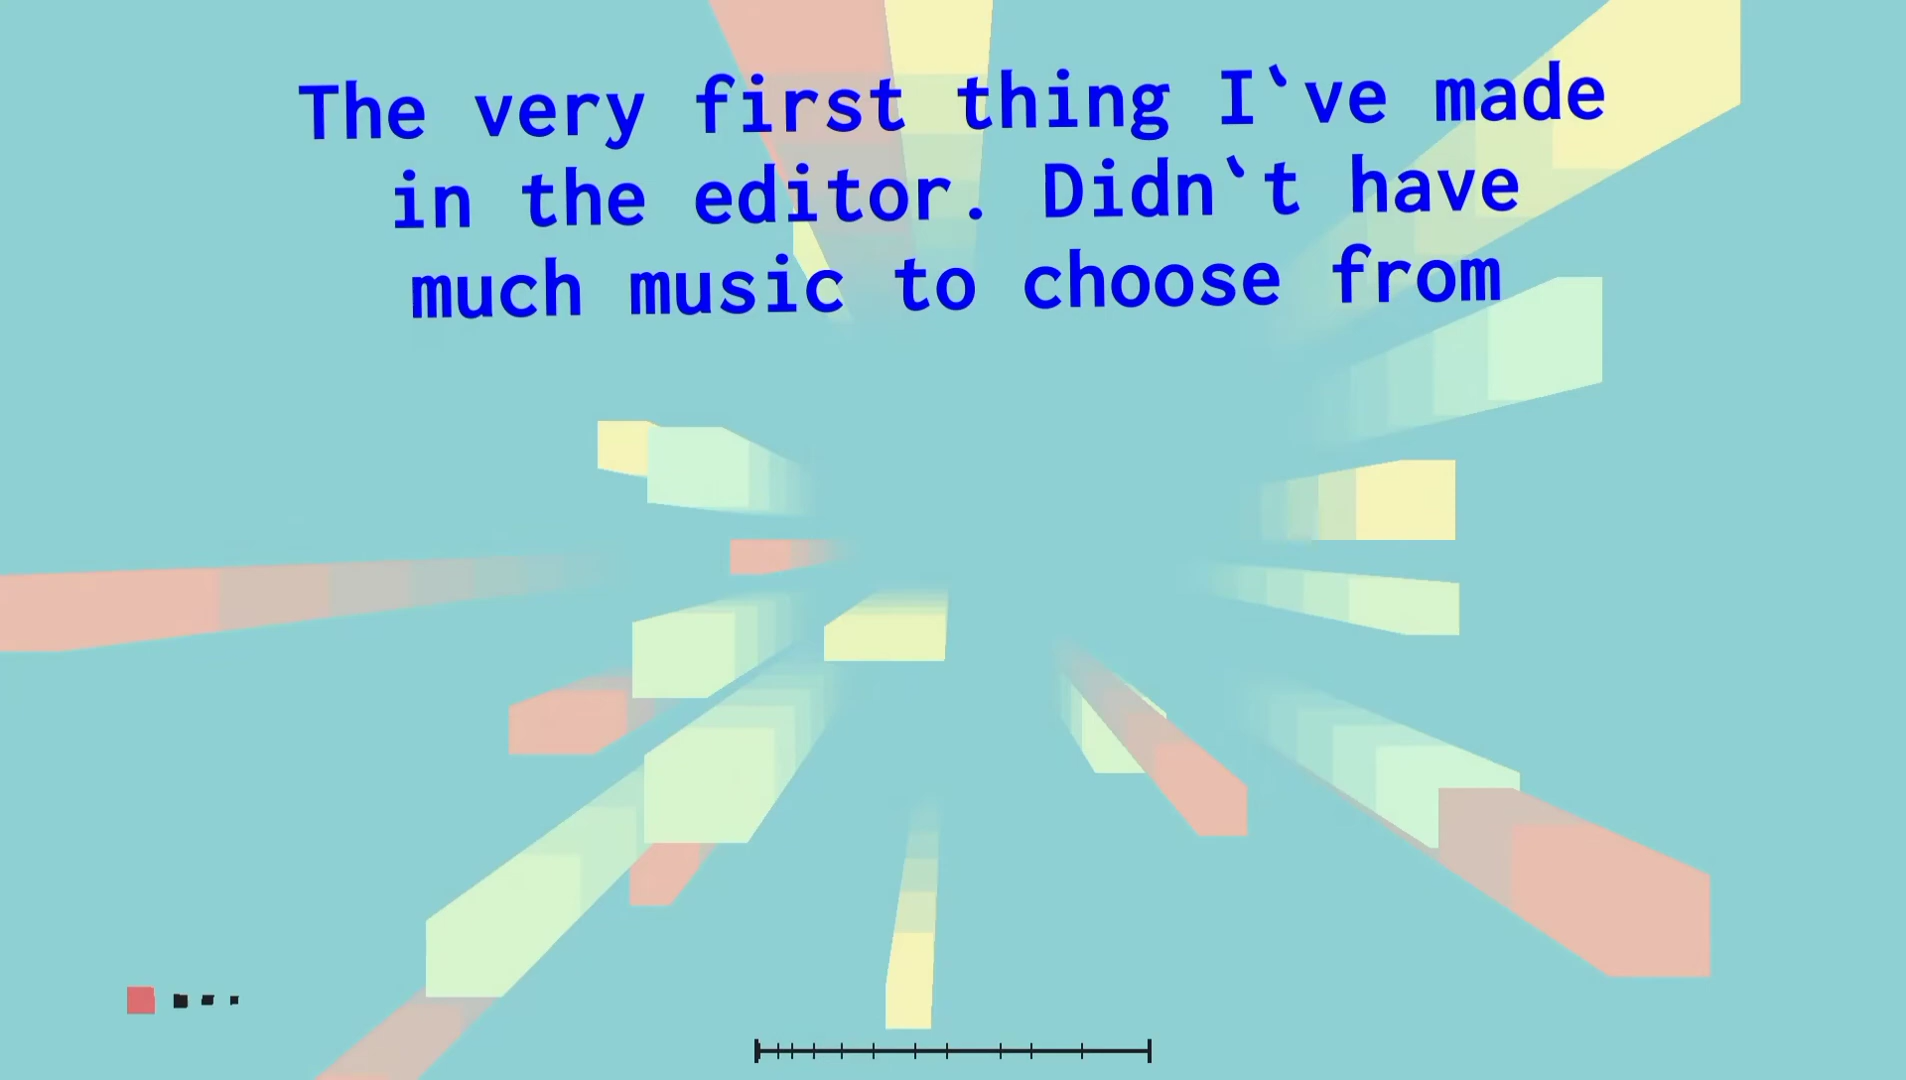 The very first thing I`ve made
in the editor. Didn`t have
much music to choose from